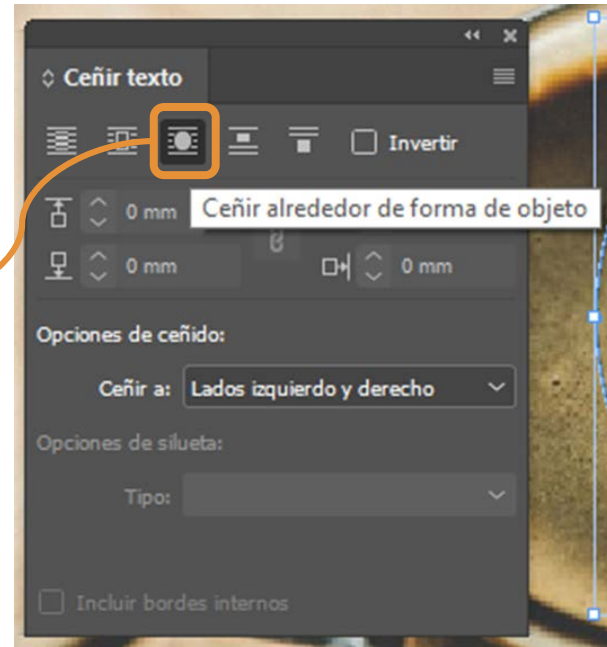 Ceñir texto
Invertir
0 mm
Ceñir alrededor de forma de objeto
0 mm
0 mm
Opciones de ceñido:
Ceñir a: Lados izquierdo y derecho
Opciones de silueta:
Tipo:
Incluir bordes internos